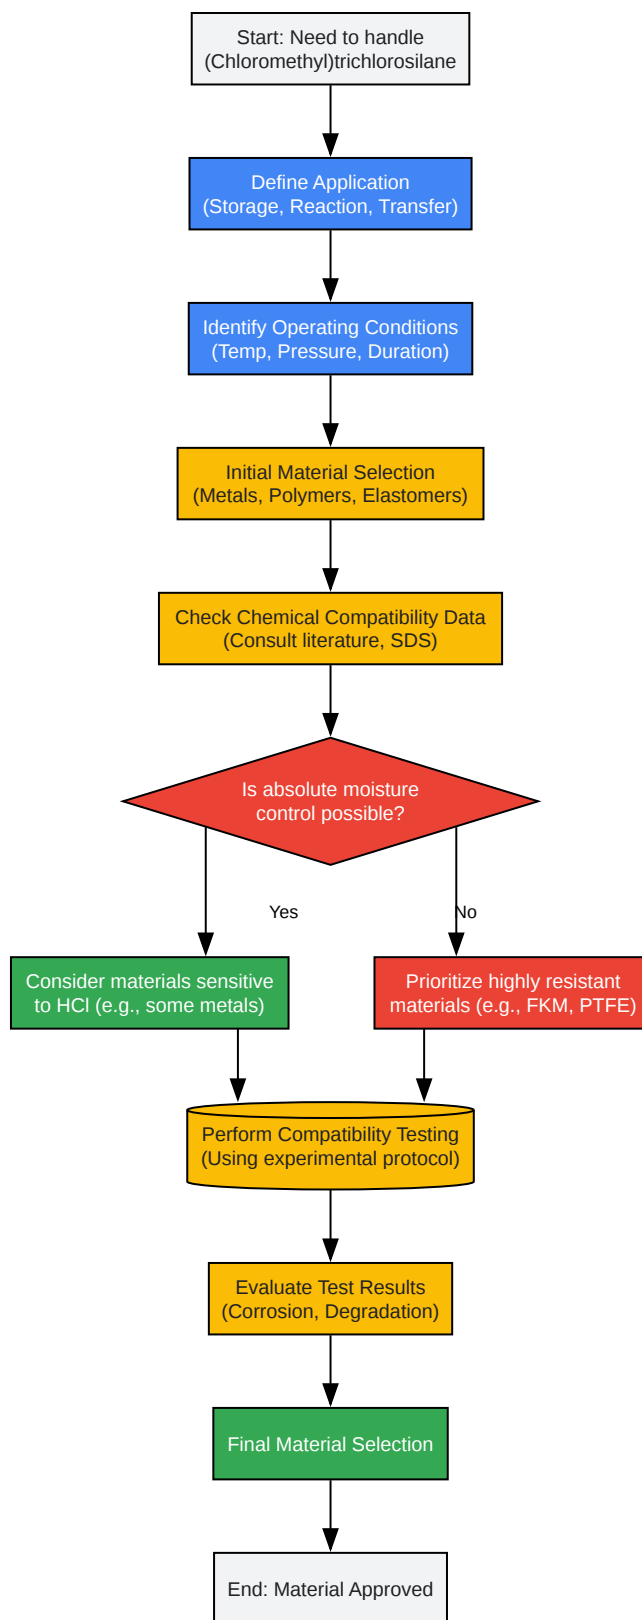 Start: Need to handle
(Chloromethyl)trichlorosilane
Define Application
(Storage, Reaction, Transfer)
Identify Operating Conditions
(Temp, Pressure, Duration)
Initial Material Selection
(Metals, Polymers, Elastomers)
Check Chemical Compatibility Data
(Consult literature, SDS)
Is absolute moisture
control possible?
Yes
No
Consider materials sensitive
to HCl (e.g., some metals)
Prioritize highly resistant
materials (e.g., FKM, PTFE)
Perform Compatibility Testing
(Using experimental protocol)
Evaluate Test Results
(Corrosion, Degradation)
Final Material Selection
End: Material Approved